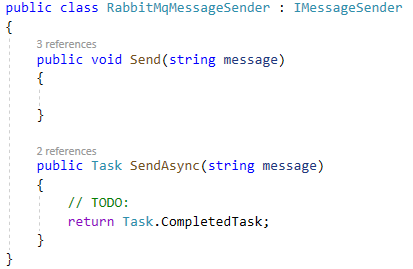 public class RabbitMqMessageSender : IMessageSender
{
3 references
public void Send(string message)
{
}
2 references
public Task SendAsync(string message)
{
// TODO:
return Task.CompletedTask;
}
}